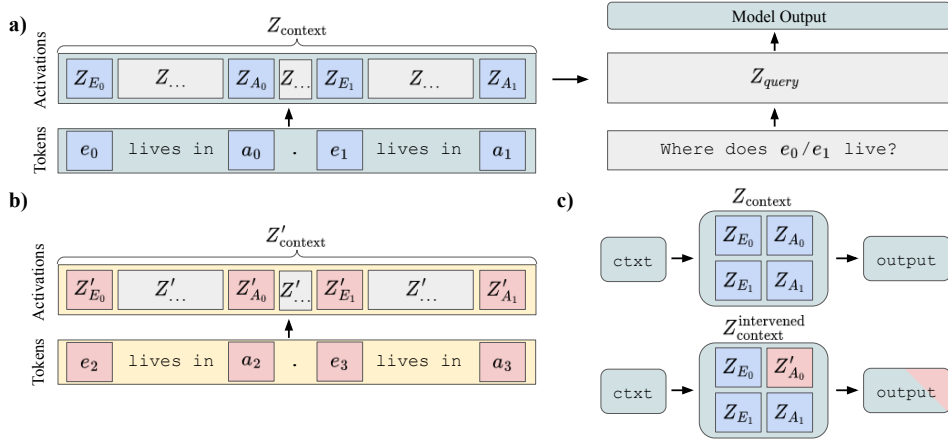 a)
Z_context
Activations
Z_E₀ Z_... Z_A₀ Z_... Z_E₁ Z_... Z_A₁
Tokens
e₀ lives in a₀ . e₁ lives in a₁
Model Output
Z_query
Where does e₀/e₁ live?
b)
Z′_context
Activations
Z′_E₀ Z′_... Z′_A₀ Z′_... Z′_E₁ Z′_... Z′_A₁
Tokens
e₂ lives in a₂ . e₃ lives in a₃
c)
Z_context
ctxt
Z_E₀ Z_A₀
Z_E₁ Z_A₁
output
Z_context^intervened
ctxt
Z_E₀ Z′_A₀
Z_E₁ Z_A₁
output